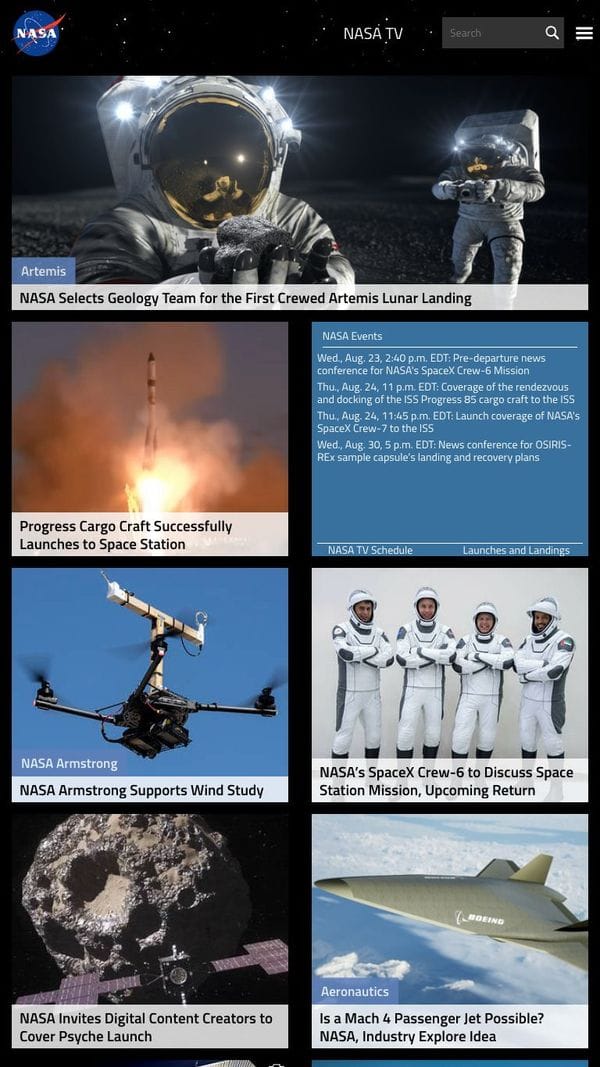 NASA
NASA TV
Search
Artemis
NASA Selects Geology Team for the First Crewed Artemis Lunar Landing
Progress Cargo Craft Successfully
Launches to Space Station
NASA Events
Wed., Aug. 23, 2:40 p.m. EDT: Pre-departure news
conference for NASA's SpaceX Crew-6 Mission
Thu., Aug. 24, 11 p.m. EDT: Coverage of the rendezvous
and docking of the ISS Progress 85 cargo craft to the ISS
Thu., Aug. 24, 11:45 p.m. EDT: Launch coverage of NASA's
SpaceX Crew-7 to the ISS
Wed., Aug. 30, 5 p.m. EDT: News conference for OSIRIS-
REx sample capsule's landing and recovery plans
NASA TV Schedule
Launches and Landings
NASA Armstrong
NASA Armstrong Supports Wind Study
NASA's SpaceX Crew-6 to Discuss Space
Station Mission, Upcoming Return
NASA Invites Digital Content Creators to
Cover Psyche Launch
BOEING
Aeronautics
Is a Mach 4 Passenger Jet Possible?
NASA, Industry Explore Idea